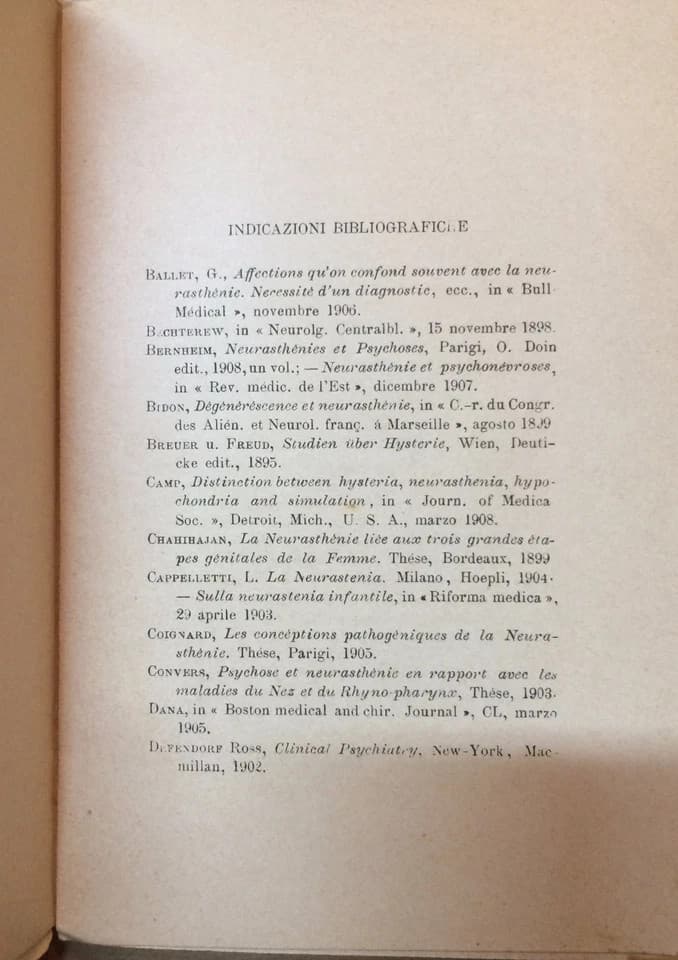 INDICAZIONI BIBLIOGRAFICHE
BALLET, G., Affections qu'on confond souvent avec la neu-
rasthénie. Necessité d'un diagnostic, ecc., in « Bull
Médical », novembre 1906.
BECHTEREW, in « Neurolg. Centralbl. », 15 novembre 1898.
BERNHEIM, Neurasthénies et Psychoses, Parigi, O. Doin
edit., 1908, un vol.; — Neurasthénie et psychonévroses,
in « Rev. médic. de l'Est », dicembre 1907.
BIDON, Dégénéréscence et neurasthénie, in « C.-r. du Congr.
des Alién. et Neurol. franç. á Marseille », agosto 1899
BREUER u. FREUD, Studien über Hysterie, Wien, Deuti-
cke edit., 1895.
CAMP, Distinction between hysteria, neurasthenia, hypo-
chondria and simulation, in « Journ. of Medica
Soc. », Detroit, Mich., U. S. A., marzo 1908.
CHAHIHAJAN, La Neurasthénie liée aux trois grandes éta-
pes génitales de la Femme. Thése, Bordeaux, 1899
CAPPELLETTI, L. La Neurastenia. Milano, Hoepli, 1904.
— Sulla neurastenia infantile, in « Riforma medica »,
29 aprile 1903.
COIGNARD, Les concéptions pathogéniques de la Neura-
sthénie. Thése, Parigi, 1905.
CONVERS, Psychose et neurasthénie en rapport avec les
maladies du Nez et du Rhyno-pharynx, Thése, 1903.
DANA, in « Boston medical and chir. Journal », CL, marzo
1905.
DEFENDORF ROSS, Clinical Psychiatry, New-York, Mac-
millan, 1902.